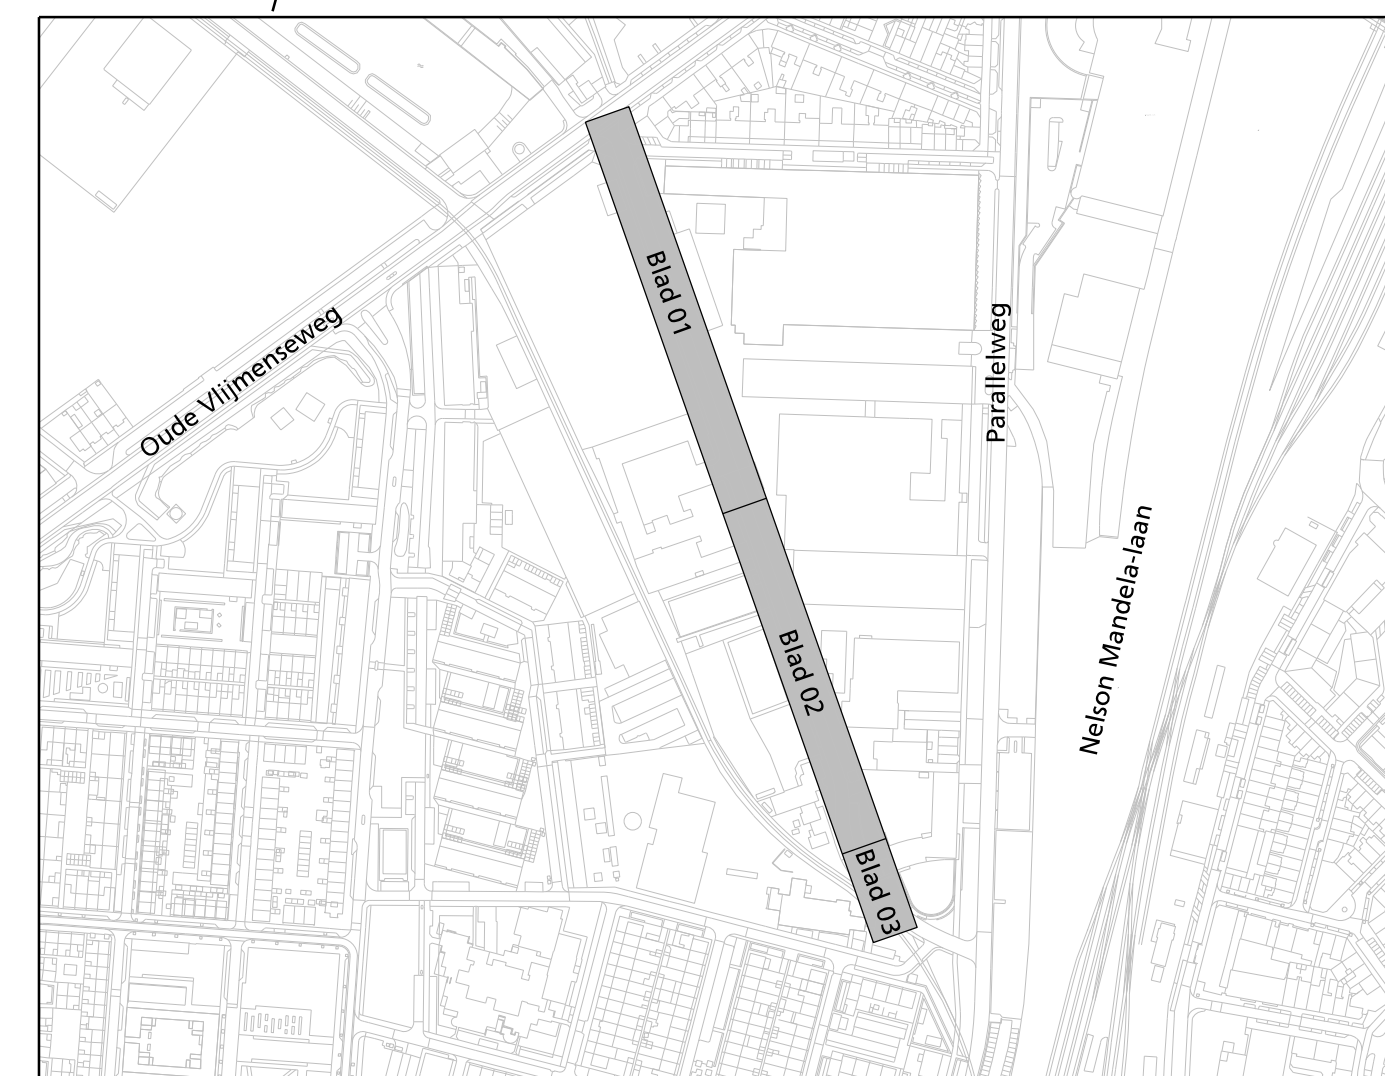 Blad 01
Oude Vlijmenseweg
Parallelweg
Nelson Mandela-laan
Blad 02
Blad 03